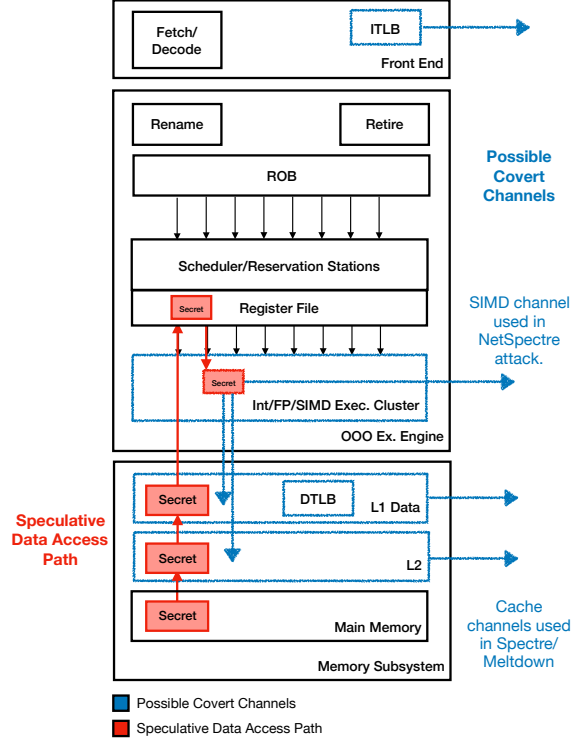 Fetch/
Decode
ITLB
Front End
Rename
Retire
ROB
Possible
Covert
Channels
Scheduler/Reservation Stations
Secret
Register File
SIMD channel
used in
NetSpectre
attack.
Secret
Int/FP/SIMD Exec. Cluster
OOO Ex. Engine
Speculative
Data Access
Path
Secret
DTLB
L1 Data
Secret
L2
Secret
Main Memory
Cache
channels used
in Spectre/
Meltdown
Memory Subsystem
Possible Covert Channels
Speculative Data Access Path